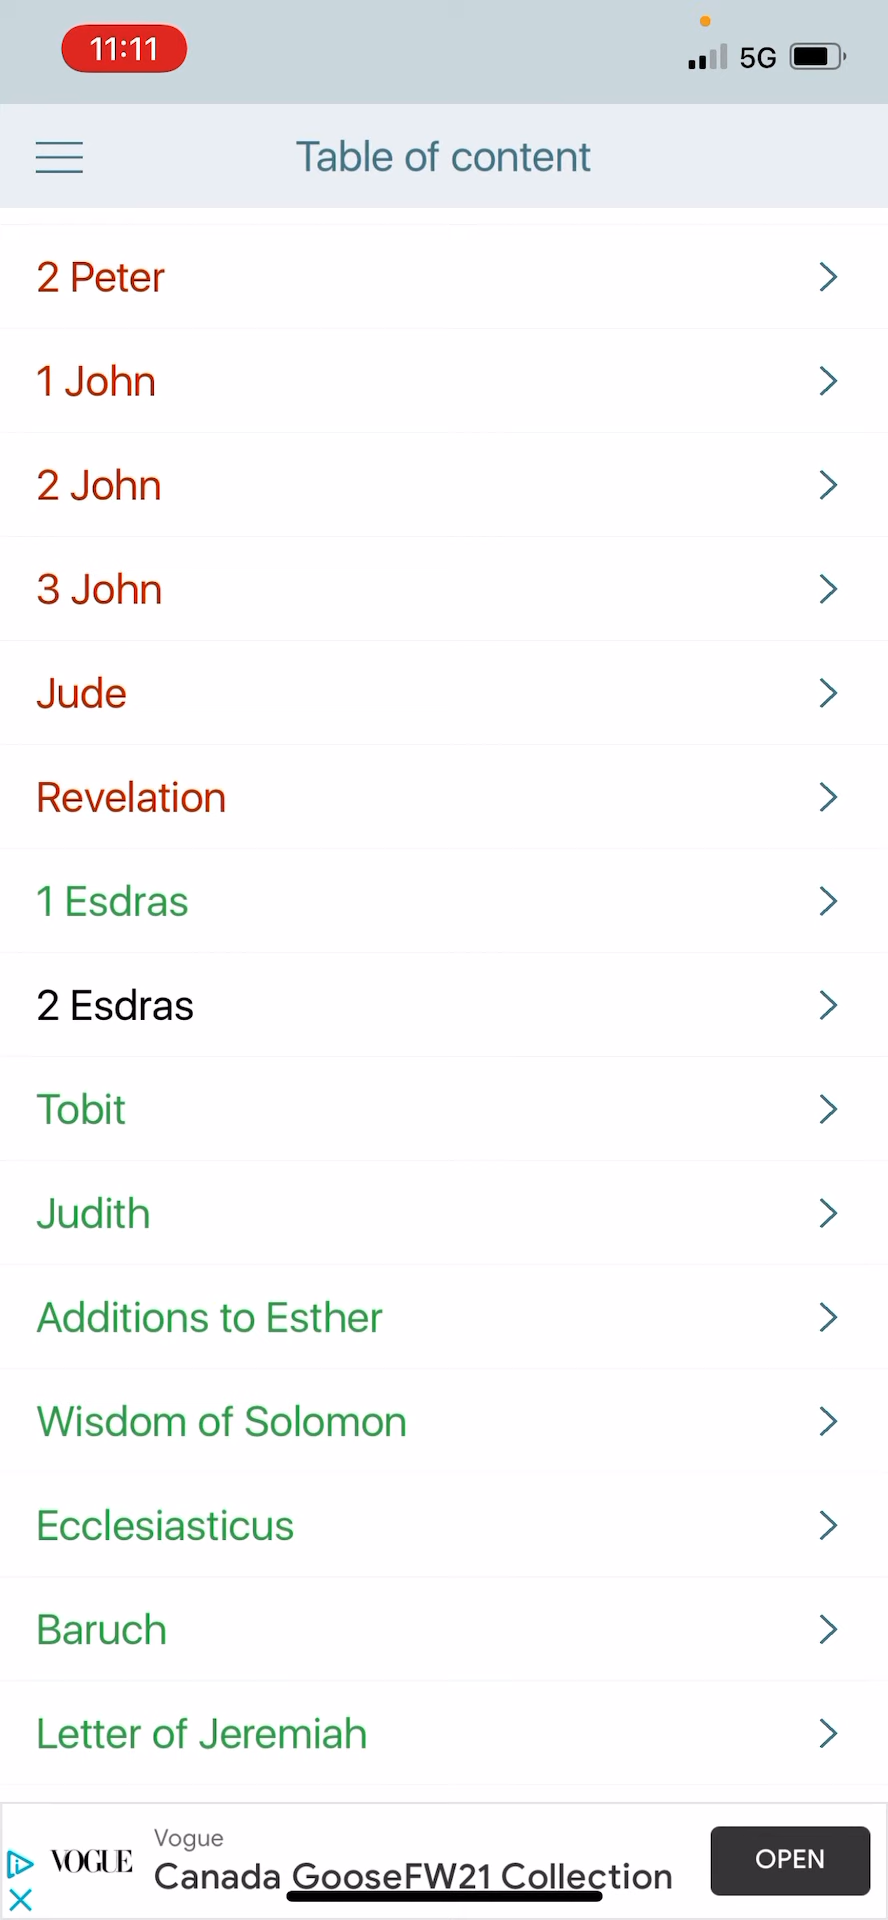 11:11
5G
Table of content
2 Peter
1 John
2 John
3 John
Jude
Revelation
1 Esdras
2 Esdras
Tobit
Judith
Additions to Esther
Wisdom of Solomon
Ecclesiasticus
Baruch
Letter of Jeremiah
VOGUE
Vogue
Canada GooseFW21 Collection
OPEN